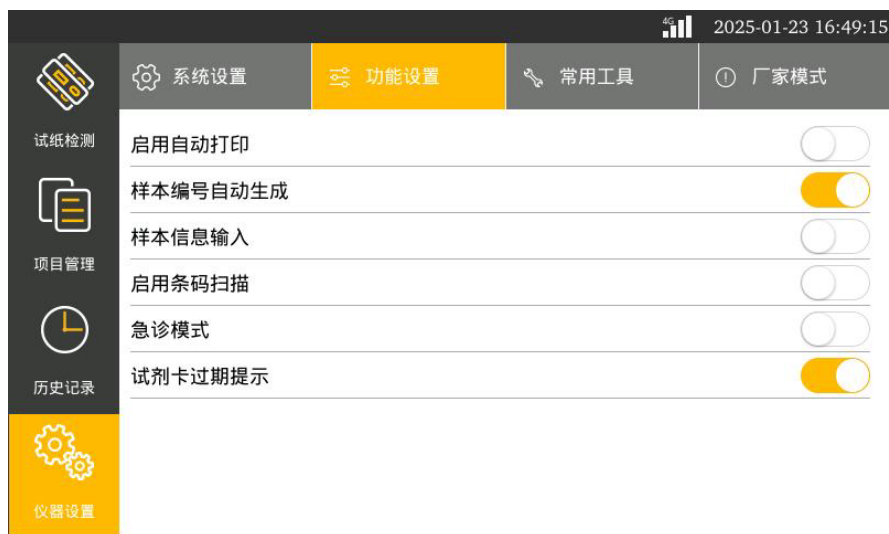 4G 2025-01-23 16:49:15
系统设置 功能设置 常用工具 厂家模式
试纸检测
项目管理
历史记录
仪器设置
启用自动打印
样本编号自动生成
样本信息输入
启用条码扫描
急诊模式
试剂卡过期提示